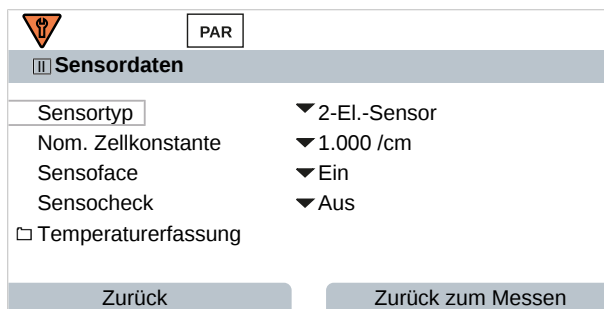 PAR
II Sensordaten
Sensortyp 2-El.-Sensor
Nom. Zellkonstante 1.000 /cm
Sensoface Ein
Sensocheck Aus
Temperaturerfassung
Zurück Zurück zum Messen